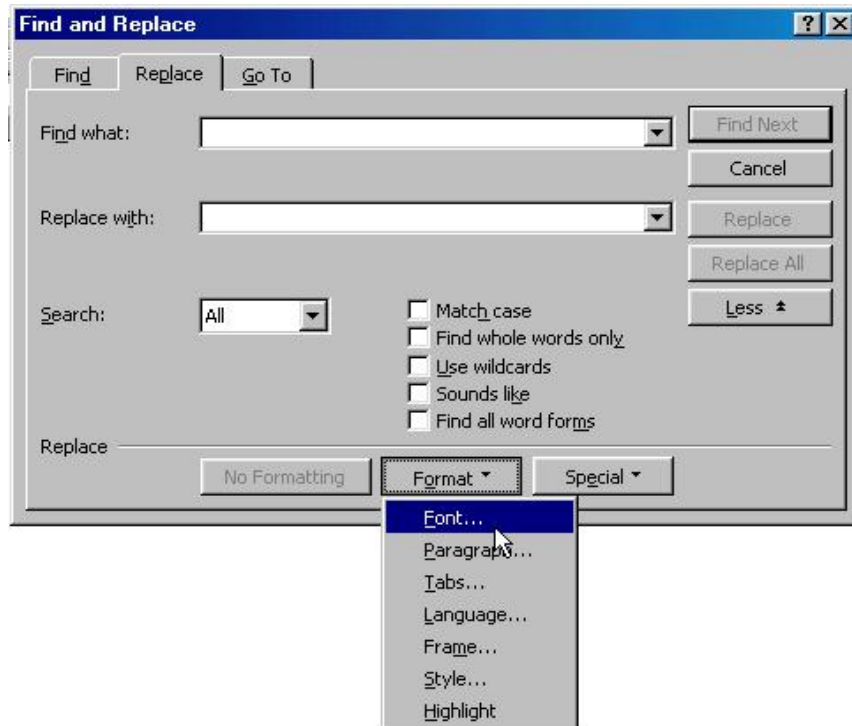 Find and Replace
Find Replace Go To
Find what:
Find Next
Cancel
Replace with:
Replace
Replace All
Search: All
Less
Match case
Find whole words only
Use wildcards
Sounds like
Find all word forms
Replace
No Formatting Format Special
Font...
Paragraph...
Tabs...
Language...
Frame...
Style...
Highlight